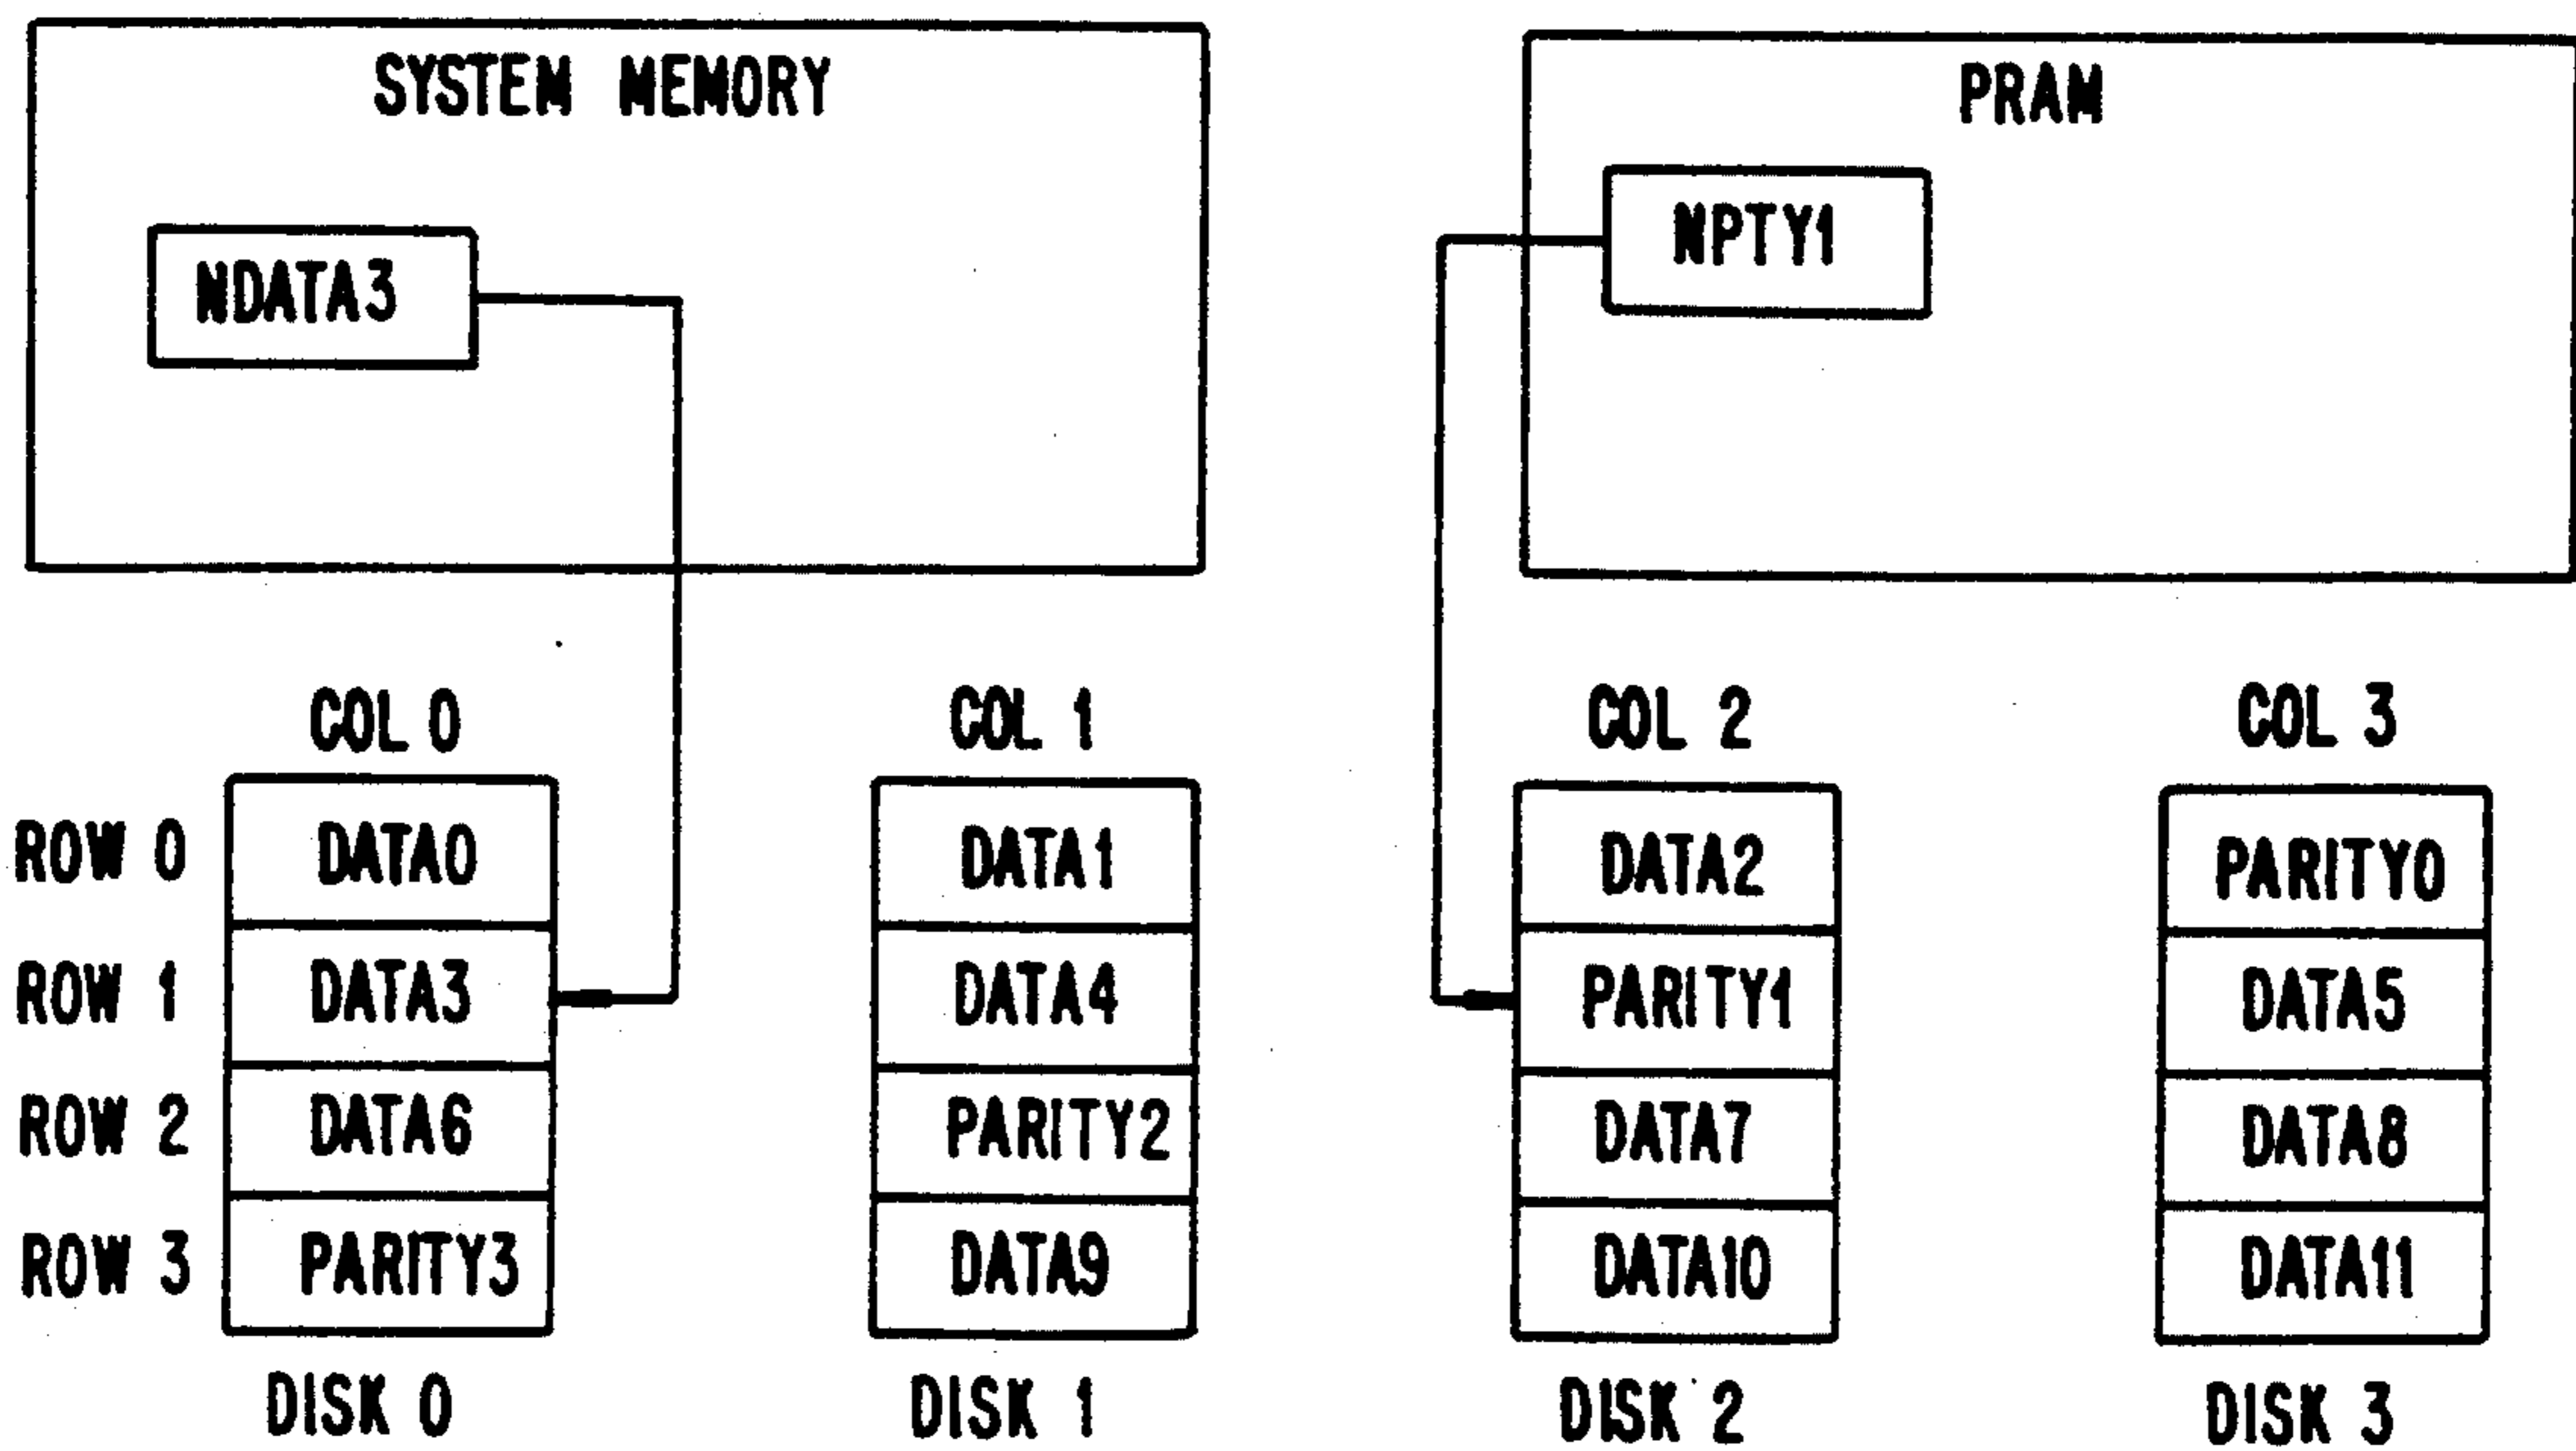 SYSTEM MEMORY
PRAM
NDATA3
NPTY1
COL 0 COL 1 COL 2 COL 3
ROW 0 DATA0 DATA1 DATA2 PARITY0
ROW 1 DATA3 DATA4 PARITY1 DATA5
ROW 2 DATA6 PARITY2 DATA7 DATA8
ROW 3 PARITY3 DATA9 DATA10 DATA11
DISK 0 DISK 1 DISK 2 DISK 3